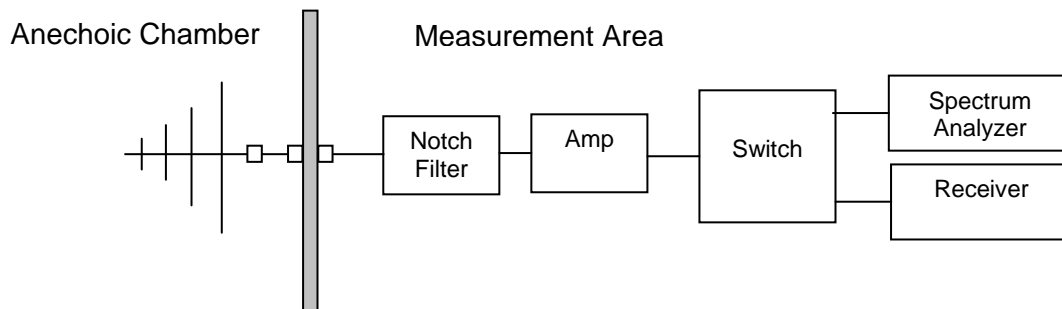 Anechoic Chamber
Measurement Area
Notch
Filter
Amp
Switch
Spectrum
Analyzer
Receiver